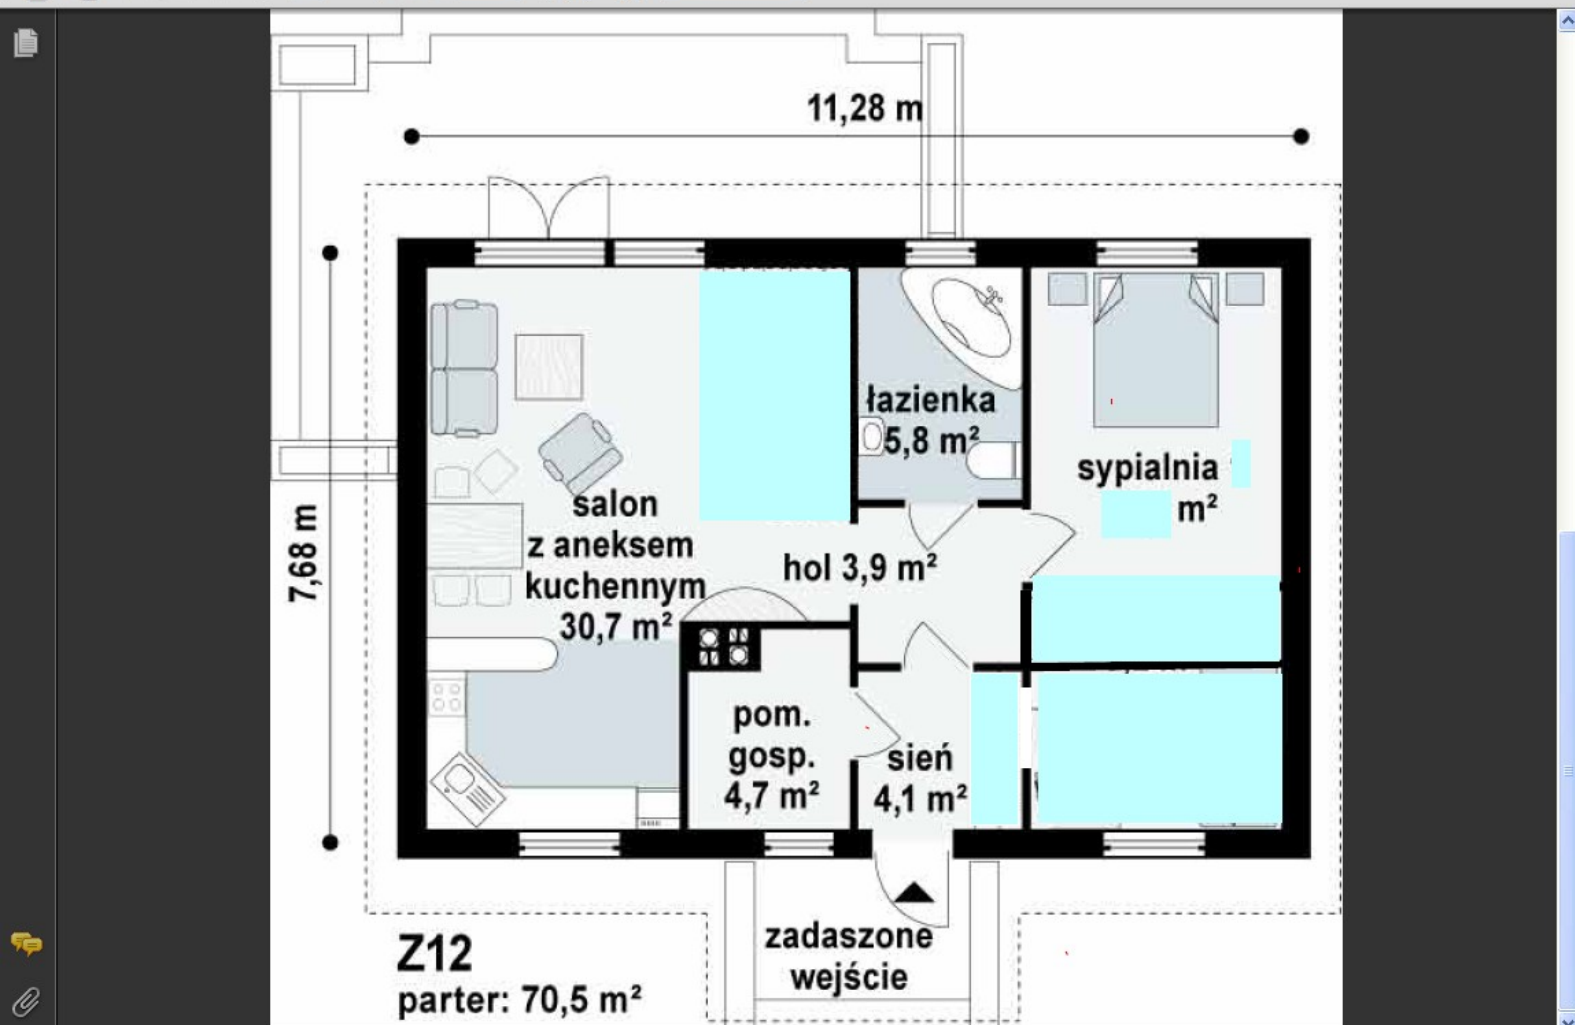 11,28 m
7,68 m
łazienka
5,8 m²
sypialnia
m²
salon
z aneksem
kuchennym
30,7 m²
hol 3,9 m²
pom.
gosp.
4,7 m²
sień
4,1 m²
zadaszone
wejście
Z12
parter: 70,5 m²